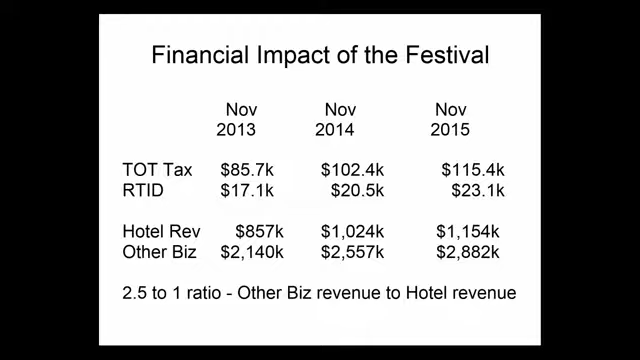 Financial Impact of the Festival
Nov Nov Nov
2013 2014 2015
TOT Tax $85.7k $102.4k $115.4k
RTID $17.1k $20.5k $23.1k
Hotel Rev $857k $1,024k $1,154k
Other Biz $2,140k $2,557k $2,882k
2.5 to 1 ratio - Other Biz revenue to Hotel revenue